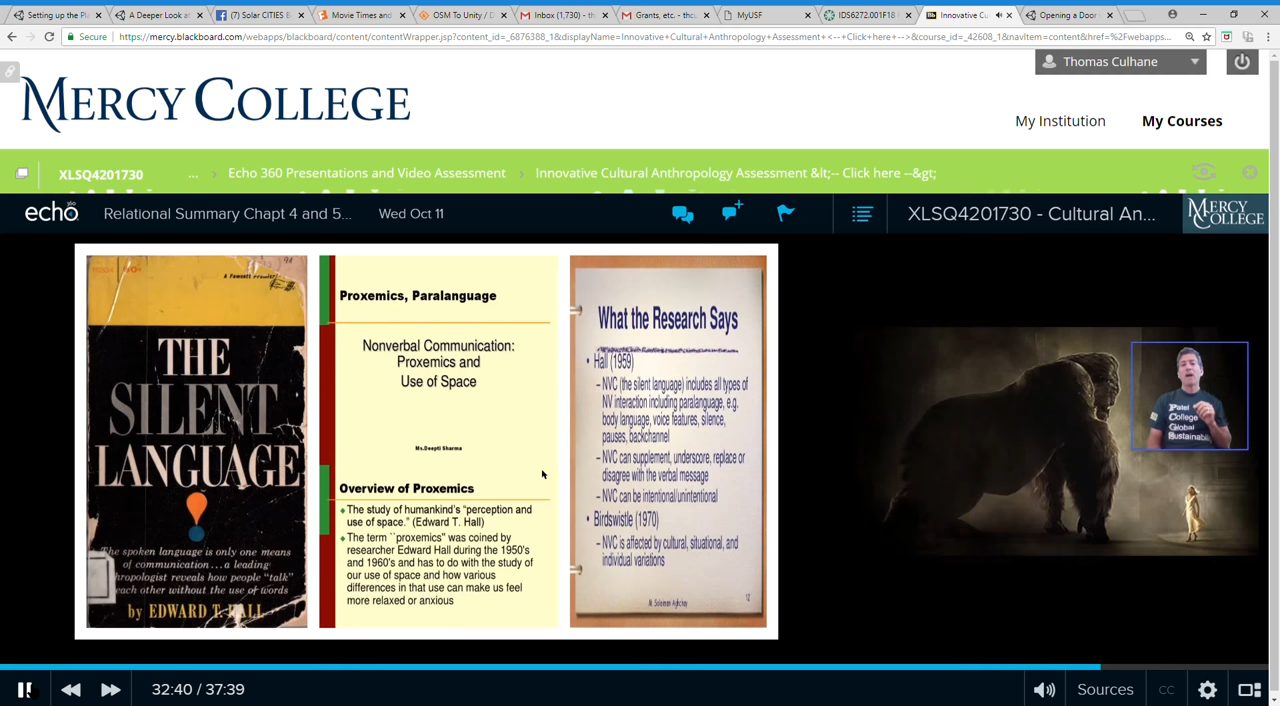 Setting up the Pla
A Deeper Look at
(7) Solar CITIES B
Movie Times and
OSM To Unity / D
Inbox (1,730) - th
Grants, etc. - thcu
MyUSF
IDS6272.001F18
Innovative Cu
Opening a Door
Secure
https://mercy.blackboard.com/webapps/blackboard/content/contentWrapper.jsp?content_id=_6876388_1&displayName=Innovative+Cultural+Anthropology+Assessment+<--+Click+here+-->&course_id=_42608_1&navItem=content&href=%2Fwebapps...
Thomas Culhane
MERCY COLLEGE
My Institution
My Courses
XLSQ4201730
...
Echo 360 Presentations and Video Assessment
Innovative Cultural Anthropology Assessment &lt;-- Click here --&gt;
echo
360
Relational Summary Chapt 4 and 5...
Wed Oct 11
XLSQ4201730 - Cultural An...
MERCY
COLLEGE
94
A Fawcett Premier
THE
SILENT
LANGUAGE
The spoken language is only one means
of communication...a leading
anthropologist reveals how people "talk"
each other without the use of words
by EDWARD T. HALL
Proxemics, Paralanguage
Nonverbal Communication:
Proxemics and
Use of Space
Ms.Deepti Sharma
Overview of Proxemics
The study of humankind's "perception and
use of space." (Edward T. Hall)
The term ``proxemics" was coined by
researcher Edward Hall during the 1950's
and 1960's and has to do with the study of
our use of space and how various
differences in that use can make us feel
more relaxed or anxious
What the Research Says
• Hall (1959)
– NVC (the silent language) includes all types of
NV interaction including paralanguage, e.g.
body language, voice features, silence,
pauses, backchannel
– NVC can supplement, underscore, replace or
disagree with the verbal message
– NVC can be intentional/unintentional
• Birdswistle (1970)
– NVC is affected by cultural, situational, and
individual variations
12
Patel
College
Global
Sustainabil
32:40 / 37:39
Sources
CC